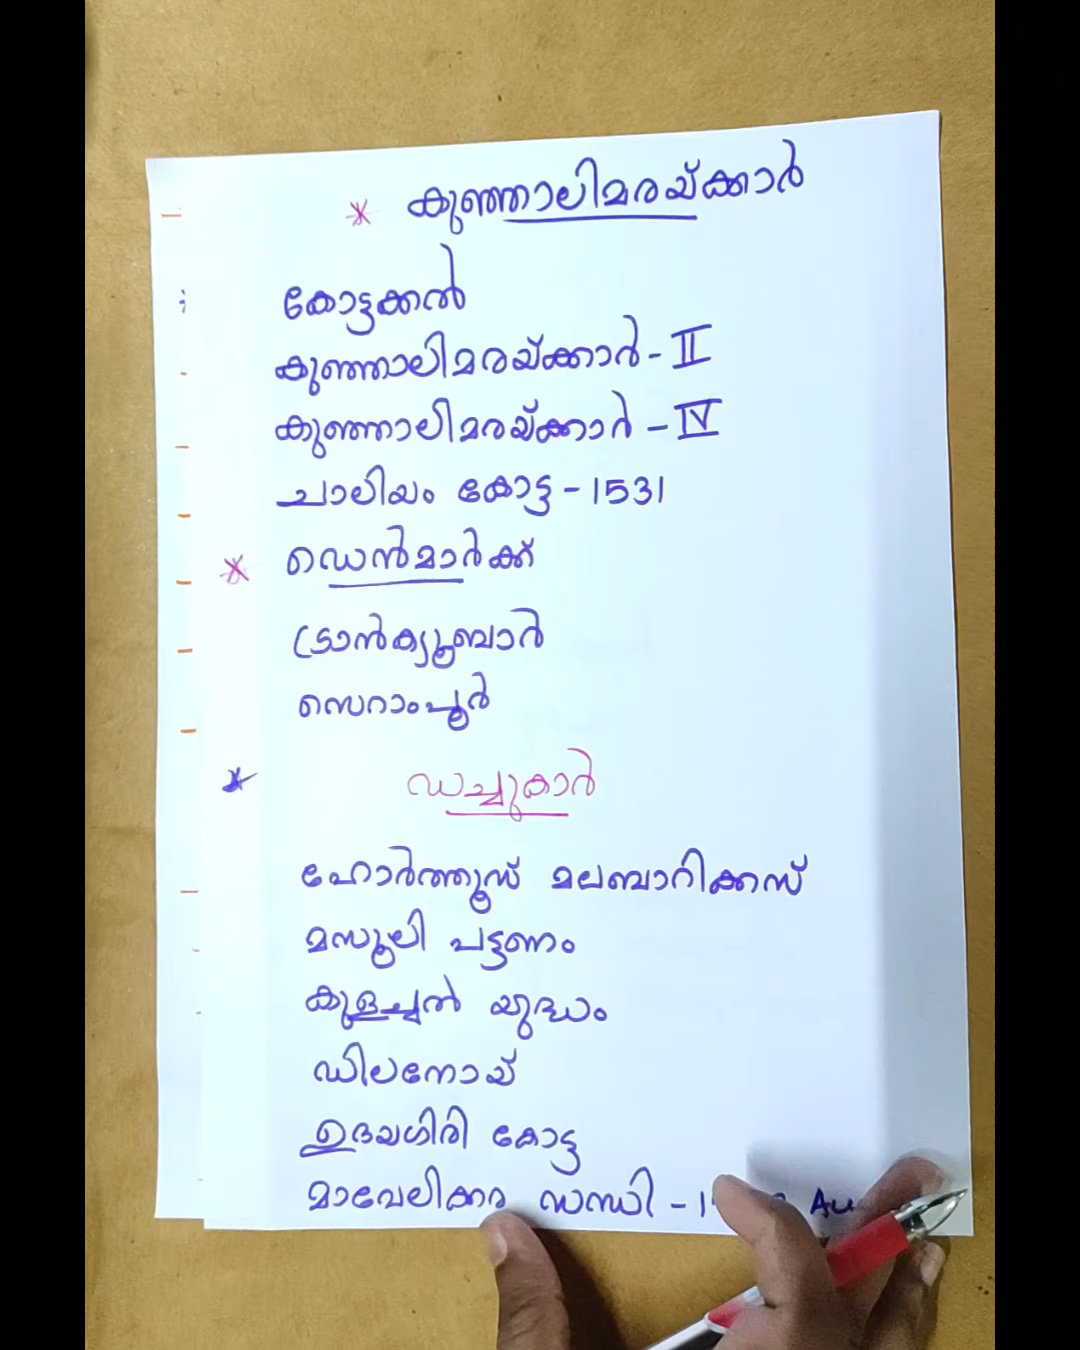 * കുഞ്ഞാലിമരയ്ക്കാർ
കോട്ടക്കൽ
കുഞ്ഞാലിമരയ്ക്കാർ - II
കുഞ്ഞാലിമരയ്ക്കാർ - IV
ചാലിയം കോട്ട - 1531
* ഡെൻമാർക്ക്
ട്രാൻക്യൂബാർ
സെറാംപൂർ
* ഡച്ചുകാർ
ഹോർത്തൂസ് മലബാറിക്കസ്
മസൂലി പട്ടണം
കുളച്ചൽ യുദ്ധം
ഡിലനോയ്
ഉദയഗിരി കോട്ട
മാവേലിക്കര സന്ധി -